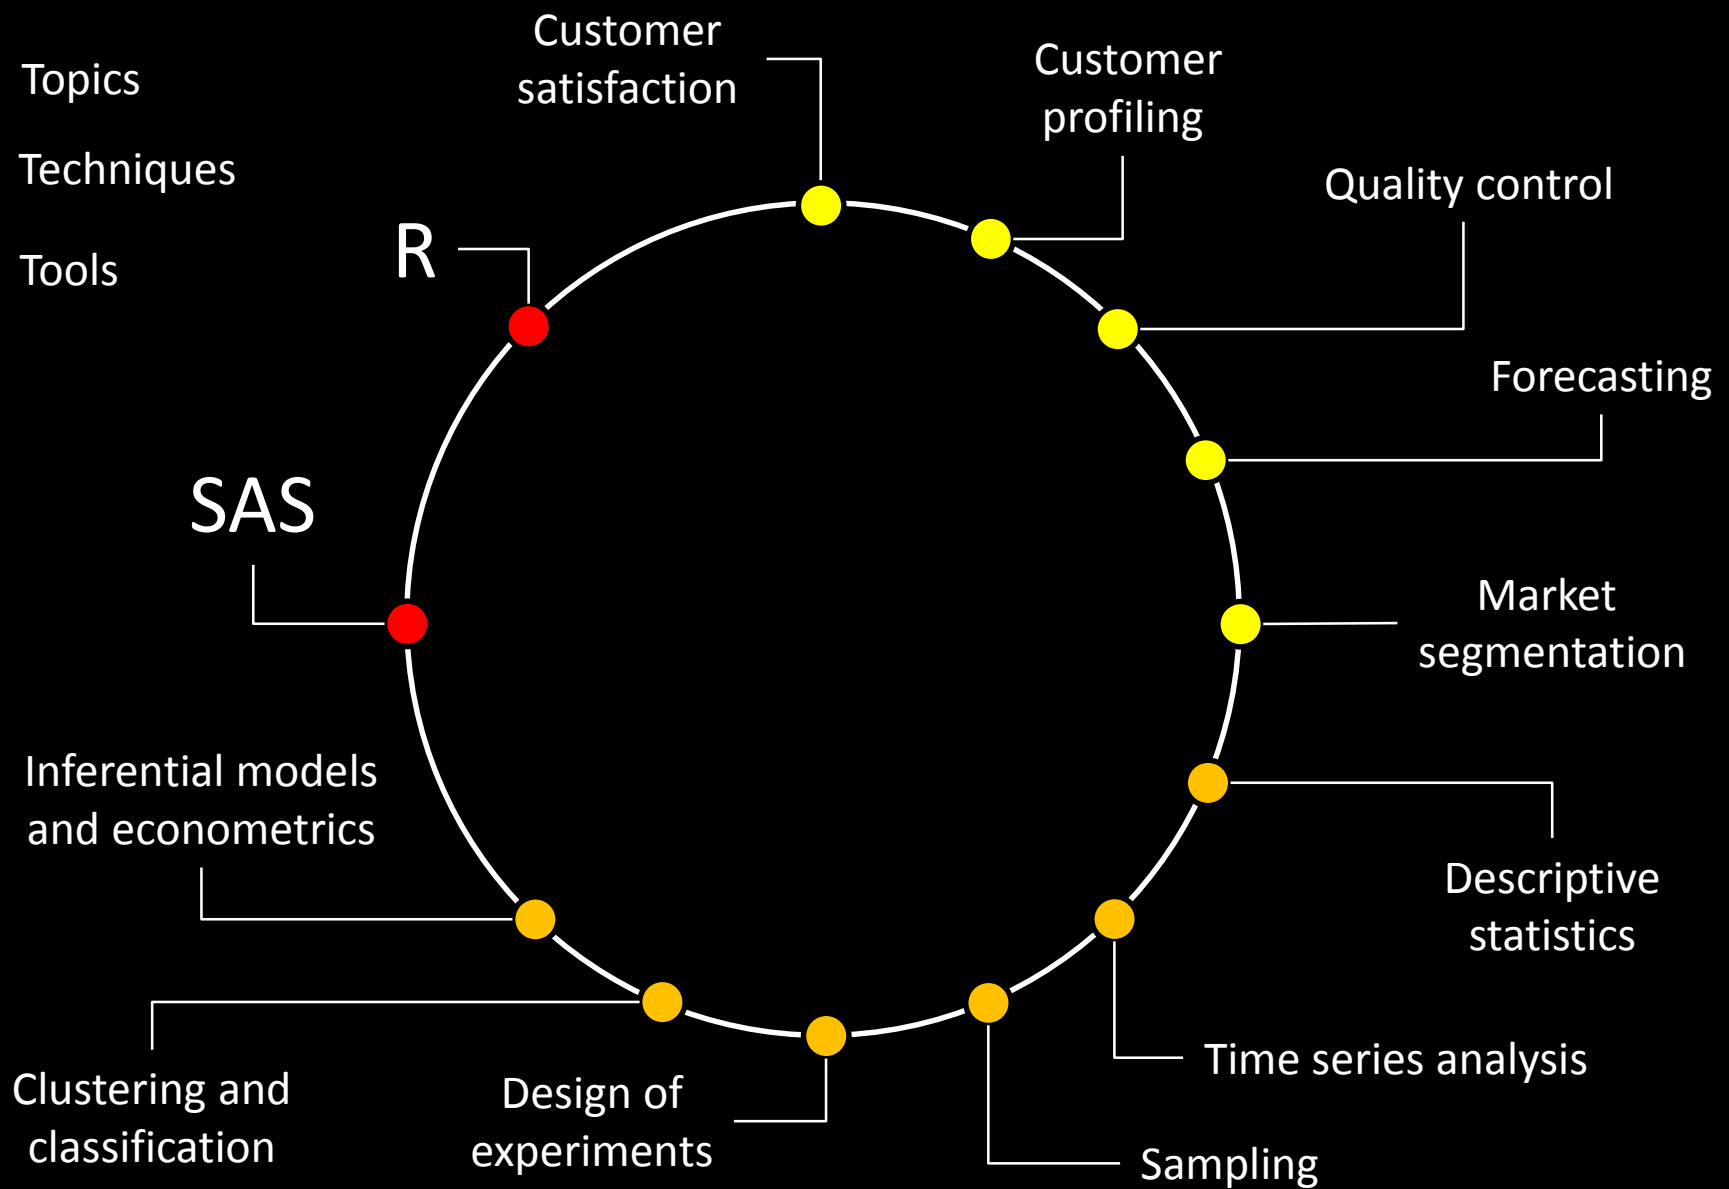 Topics
Techniques
Tools
Customer
satisfaction
Customer
profiling
Quality control
Forecasting
Market
segmentation
Descriptive
statistics
Time series analysis
Sampling
Design of
experiments
Clustering and
classification
Inferential models
and econometrics
SAS
R